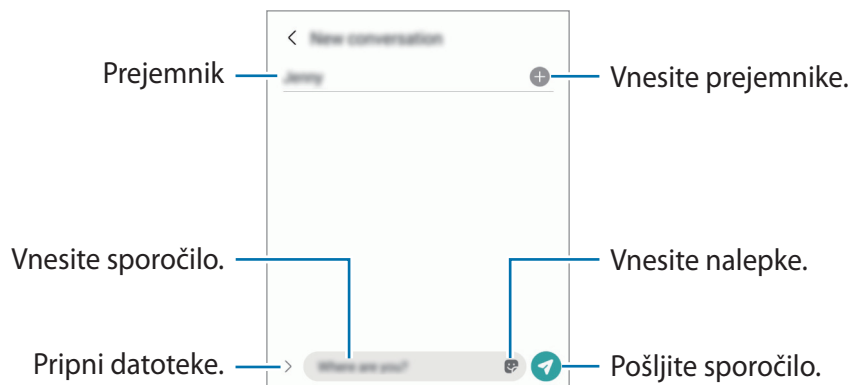 New conversation
Prejemnik
Jenny
Vnesite prejemnike.
Vnesite sporočilo.
Vnesite nalepke.
Pripni datoteke.
Where are you?
Pošljite sporočilo.